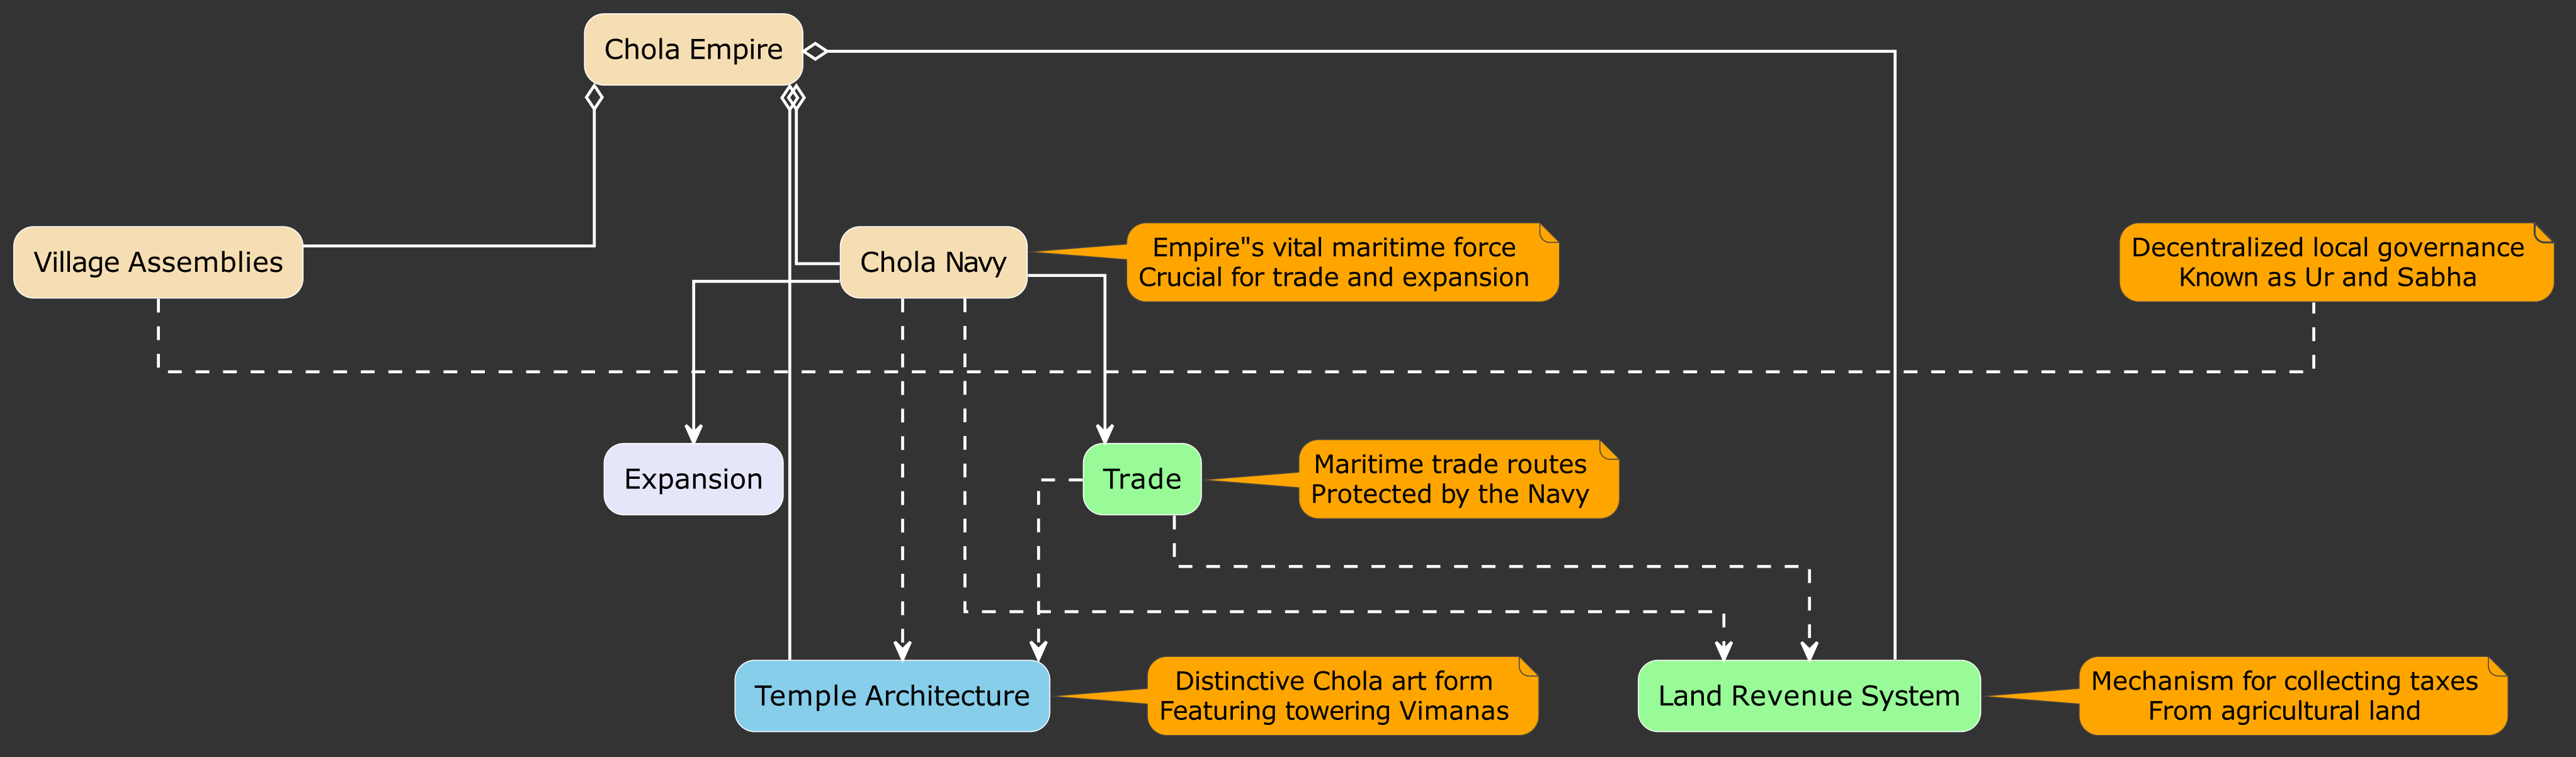 Chola Empire
Village Assemblies
Chola Navy
Empire"s vital maritime force
Crucial for trade and expansion
Decentralized local governance
Known as Ur and Sabha
Expansion
Trade
Maritime trade routes
Protected by the Navy
Temple Architecture
Distinctive Chola art form
Featuring towering Vimanas
Land Revenue System
Mechanism for collecting taxes
From agricultural land